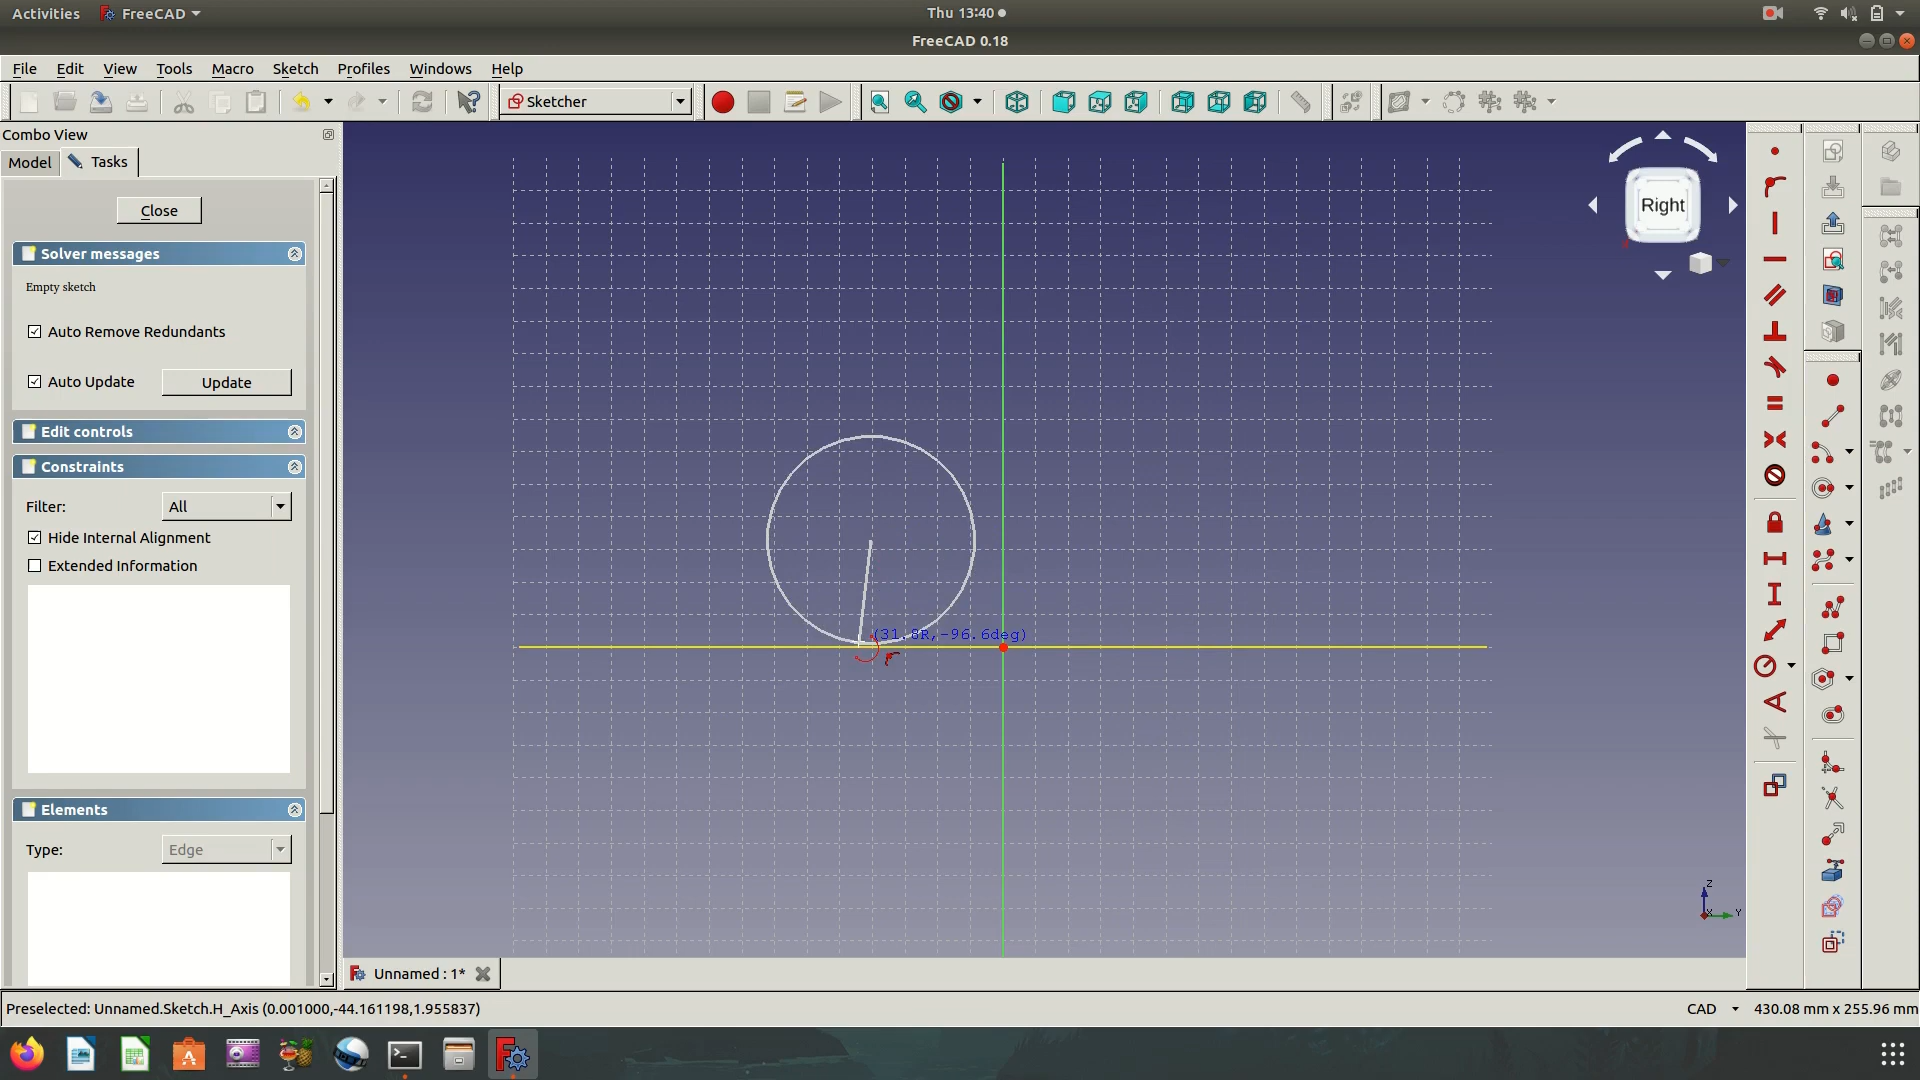 Activities FreeCAD Thu 13:40
FreeCAD 0.18
File Edit View Tools Macro Sketch Profiles Windows Help
Sketcher
Combo View
Model Tasks
Close
Solver messages
Empty sketch
Auto Remove Redundants
Auto Update Update
Edit controls
Constraints
Filter: All
Hide Internal Alignment
Extended Information
Elements
Type: Edge
Right
(31.8R,-96.6deg)
Z
X Y
Unnamed : 1*
Preselected: Unnamed.Sketch.H_Axis (0.001000,-44.161198,1.955837)
CAD 430.08 mm x 255.96 mm